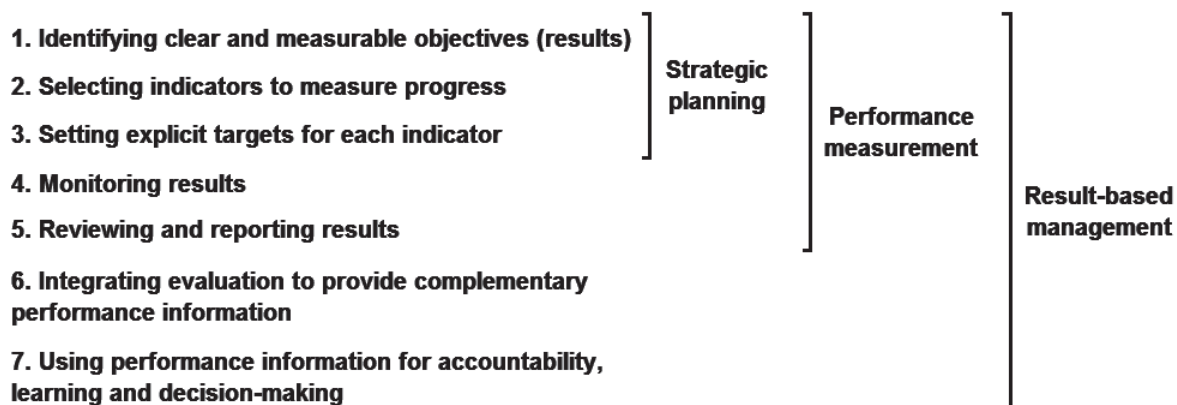 1. Identifying clear and measurable objectives (results)
2. Selecting indicators to measure progress
3. Setting explicit targets for each indicator
4. Monitoring results
5. Reviewing and reporting results
6. Integrating evaluation to provide complementary
performance information
7. Using performance information for accountability,
learning and decision-making
Strategic
planning
Performance
measurement
Result-based
management